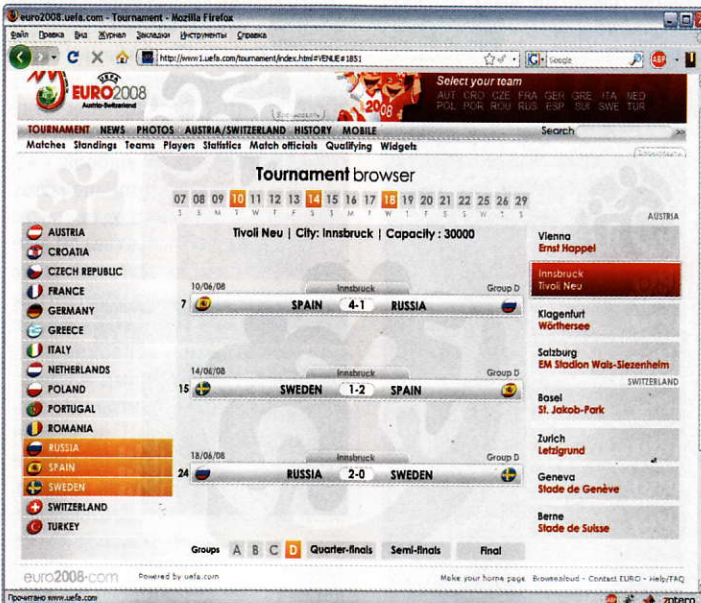 euro2008.uefa.com - Tournament - Mozilla Firefox
Файл Правка Вид Журнал Закладки Инструменты Справка
http://www1.uefa.com/tournament/index.html#VENUE#1851 Google ABP
UEFA
EURO2008
Austria-Switzerland
2008
Select your team
AUT CRO CZE FRA GER GRE ITA NED
POL POR ROU RUS ESP SUI SWE TUR
TOURNAMENT NEWS PHOTOS AUSTRIA/SWITZERLAND HISTORY MOBILE Search >>
Matches Standings Teams Players Statistics Match officials Qualifying Widgets
Tournament browser
07 08 09 10 11 12 13 14 15 16 17 18 19 20 21 22 25 26 29
S S M T W T F S S M T W T F S S W T S
AUSTRIA
CROATIA
CZECH REPUBLIC
FRANCE
GERMANY
GREECE
ITALY
NETHERLANDS
POLAND
PORTUGAL
ROMANIA
RUSSIA
SPAIN
SWEDEN
SWITZERLAND
TURKEY
Tivoli Neu | City: Innsbruck | Capacity : 30000
10/06/08 Innsbruck Group D
7 SPAIN 4-1 RUSSIA
14/06/08 Innsbruck Group D
15 SWEDEN 1-2 SPAIN
18/06/08 Innsbruck Group D
24 RUSSIA 2-0 SWEDEN
AUSTRIA
Vienna
Ernst Happel
Innsbruck
Tivoli Neu
Klagenfurt
Wörthersee
Salzburg
EM Stadion Wals-Siezenheim
SWITZERLAND
Basel
St. Jakob-Park
Zurich
Letzigrund
Geneva
Stade de Genève
Berne
Stade de Suisse
Groups A B C D Quarter-finals Semi-finals Final
euro2008.com Powered by uefa.com Make your home page Browsealoud - Contact EURO - Help/FAQ
Прочитано www.uefa.com ABP zotero